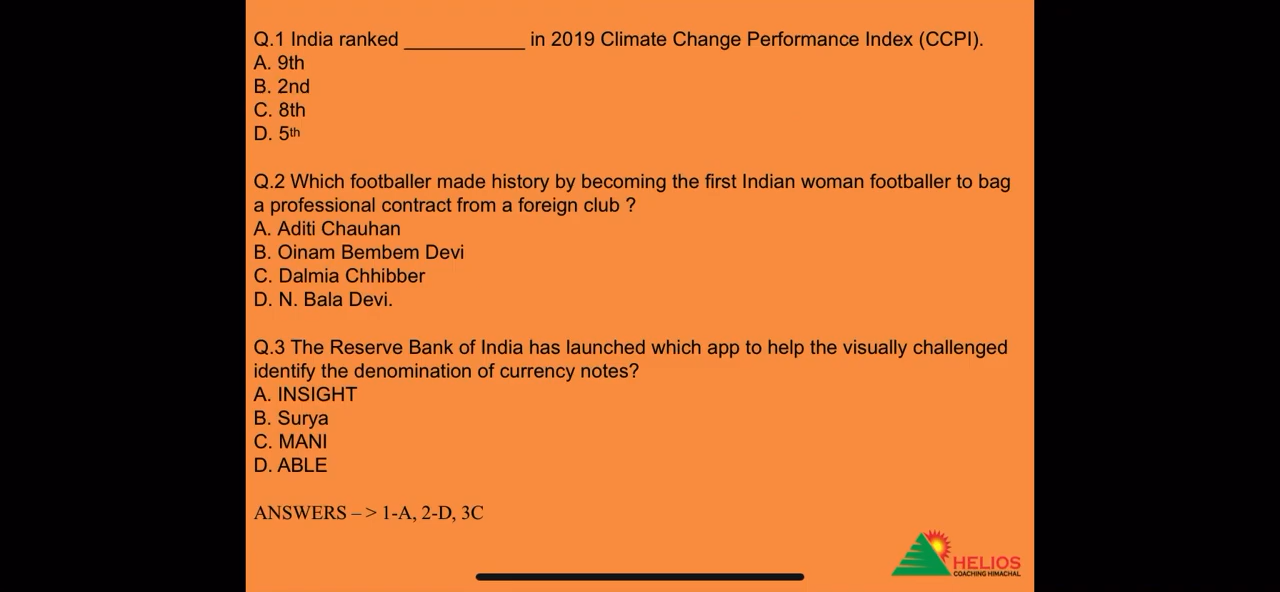 Q.1 India ranked ___________ in 2019 Climate Change Performance Index (CCPI).
A. 9th
B. 2nd
C. 8th
D. 5th
Q.2 Which footballer made history by becoming the first Indian woman footballer to bag
a professional contract from a foreign club ?
A. Aditi Chauhan
B. Oinam Bembem Devi
C. Dalmia Chhibber
D. N. Bala Devi.
Q.3 The Reserve Bank of India has launched which app to help the visually challenged
identify the denomination of currency notes?
A. INSIGHT
B. Surya
C. MANI
D. ABLE
ANSWERS – > 1-A, 2-D, 3C
HELIOS
COACHING HIMACHAL